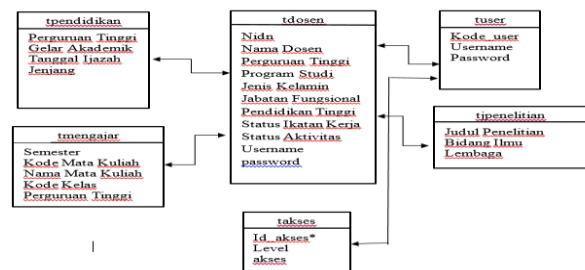 tpendidikan
Perguruan Tinggi
Gelar Akademik
Tanggal Ijazah
Jenjang
tmengajar
Semester
Kode Mata Kuliah
Nama Mata Kuliah
Kode Kelas
Perguruan Tinggi
tdosen
Nidn
Nama Dosen
Perguruan Tinggi
Program Studi
Jenis Kelamin
Jabatan Fungsional
Pendidikan Tinggi
Status Ikatan Kerja
Status Aktivitas
Username
password
tuser
Kode_user
Username
Password
tjpenelitian
Judul Penelitian
Bidang Ilmu
Lembaga
takses
Id_akses*
Level
akses